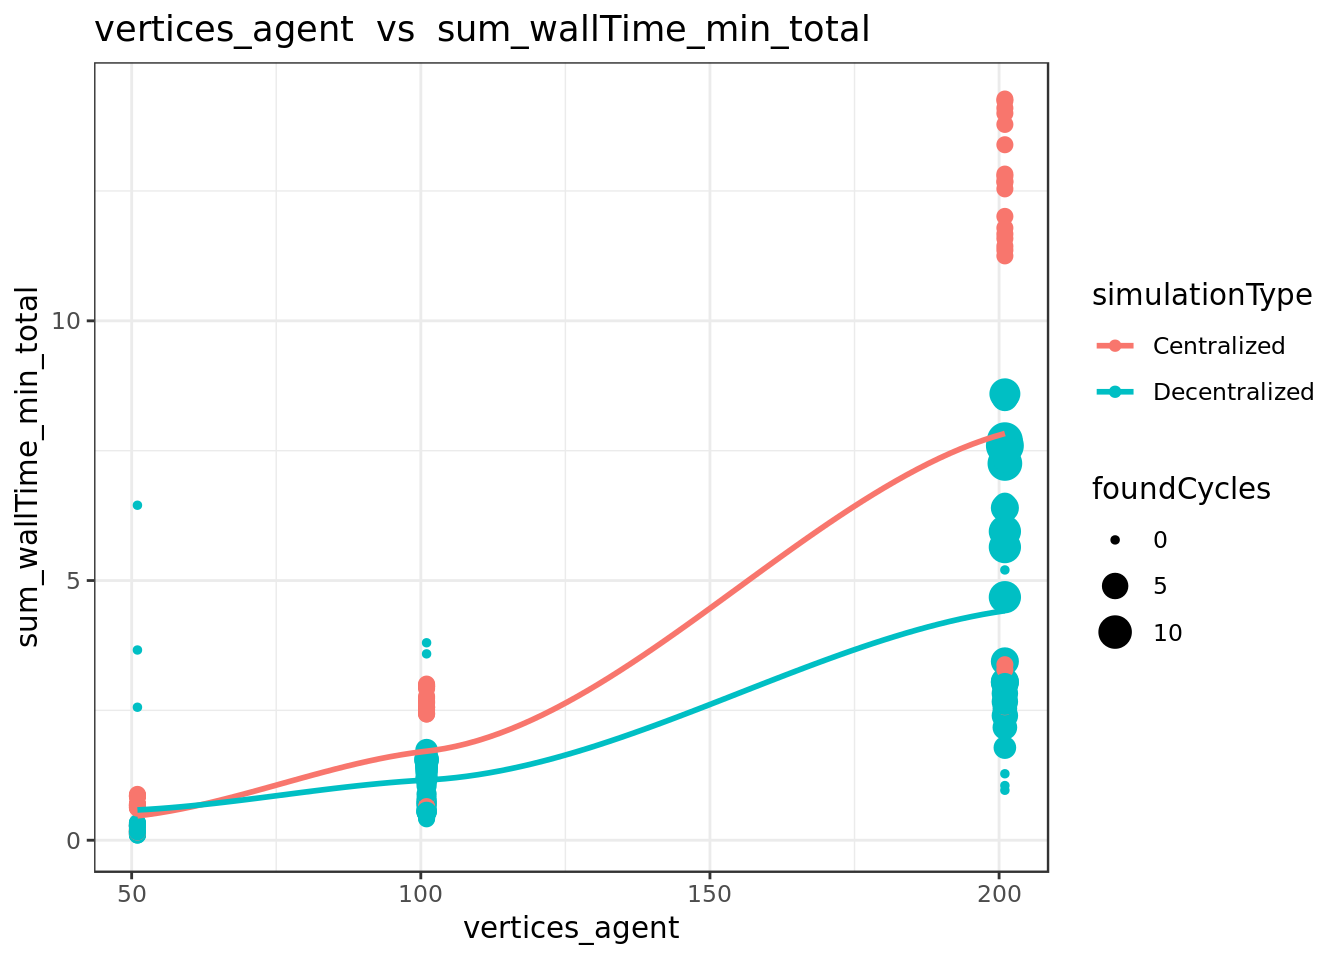 vertices_agent  vs  sum_wallTime_min_total
sum_wallTime_min_total
10
5
0
50
100
150
200
vertices_agent
simulationType
Centralized
Decentralized
foundCycles
0
5
10